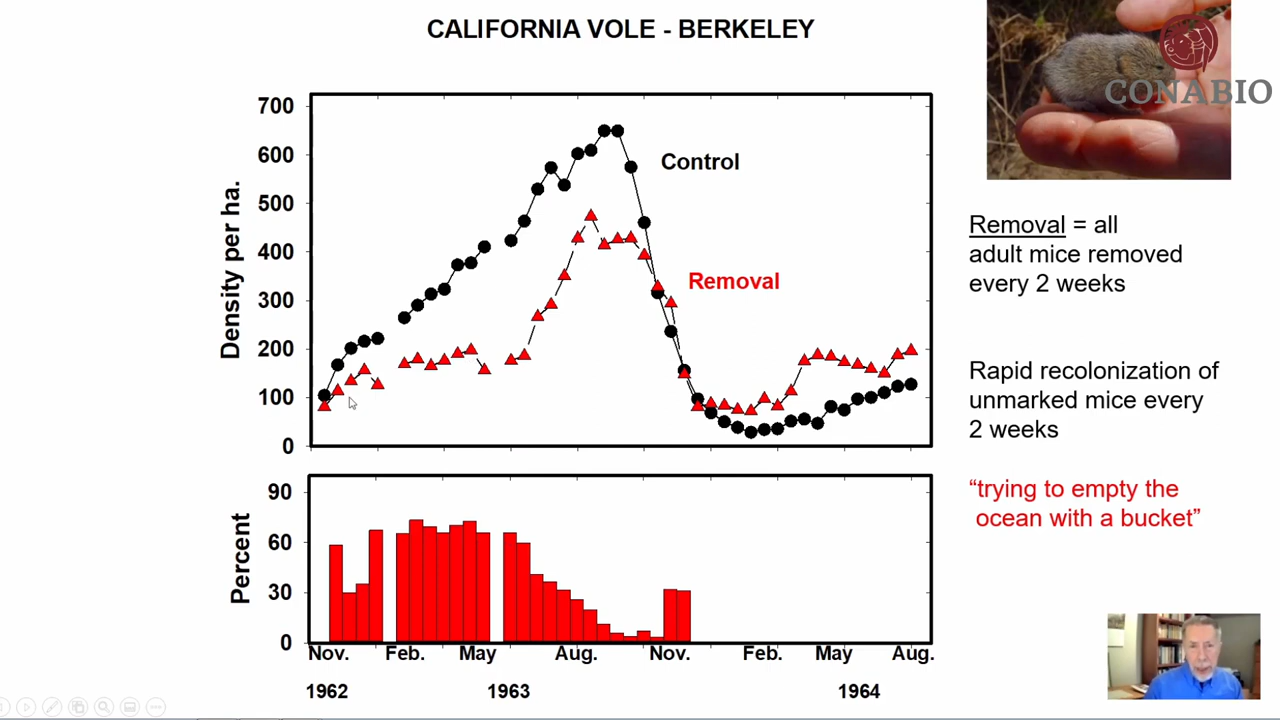 CALIFORNIA VOLE - BERKELEY
CONABIO
700
600
500
400
300
200
100
0
Density per ha.
Control
Removal
Removal = all
adult mice removed
every 2 weeks
Rapid recolonization of
unmarked mice every
2 weeks
“trying to empty the
ocean with a bucket”
90
60
30
0
Percent
Nov. Feb. May Aug. Nov. Feb. May Aug.
1962 1963 1964